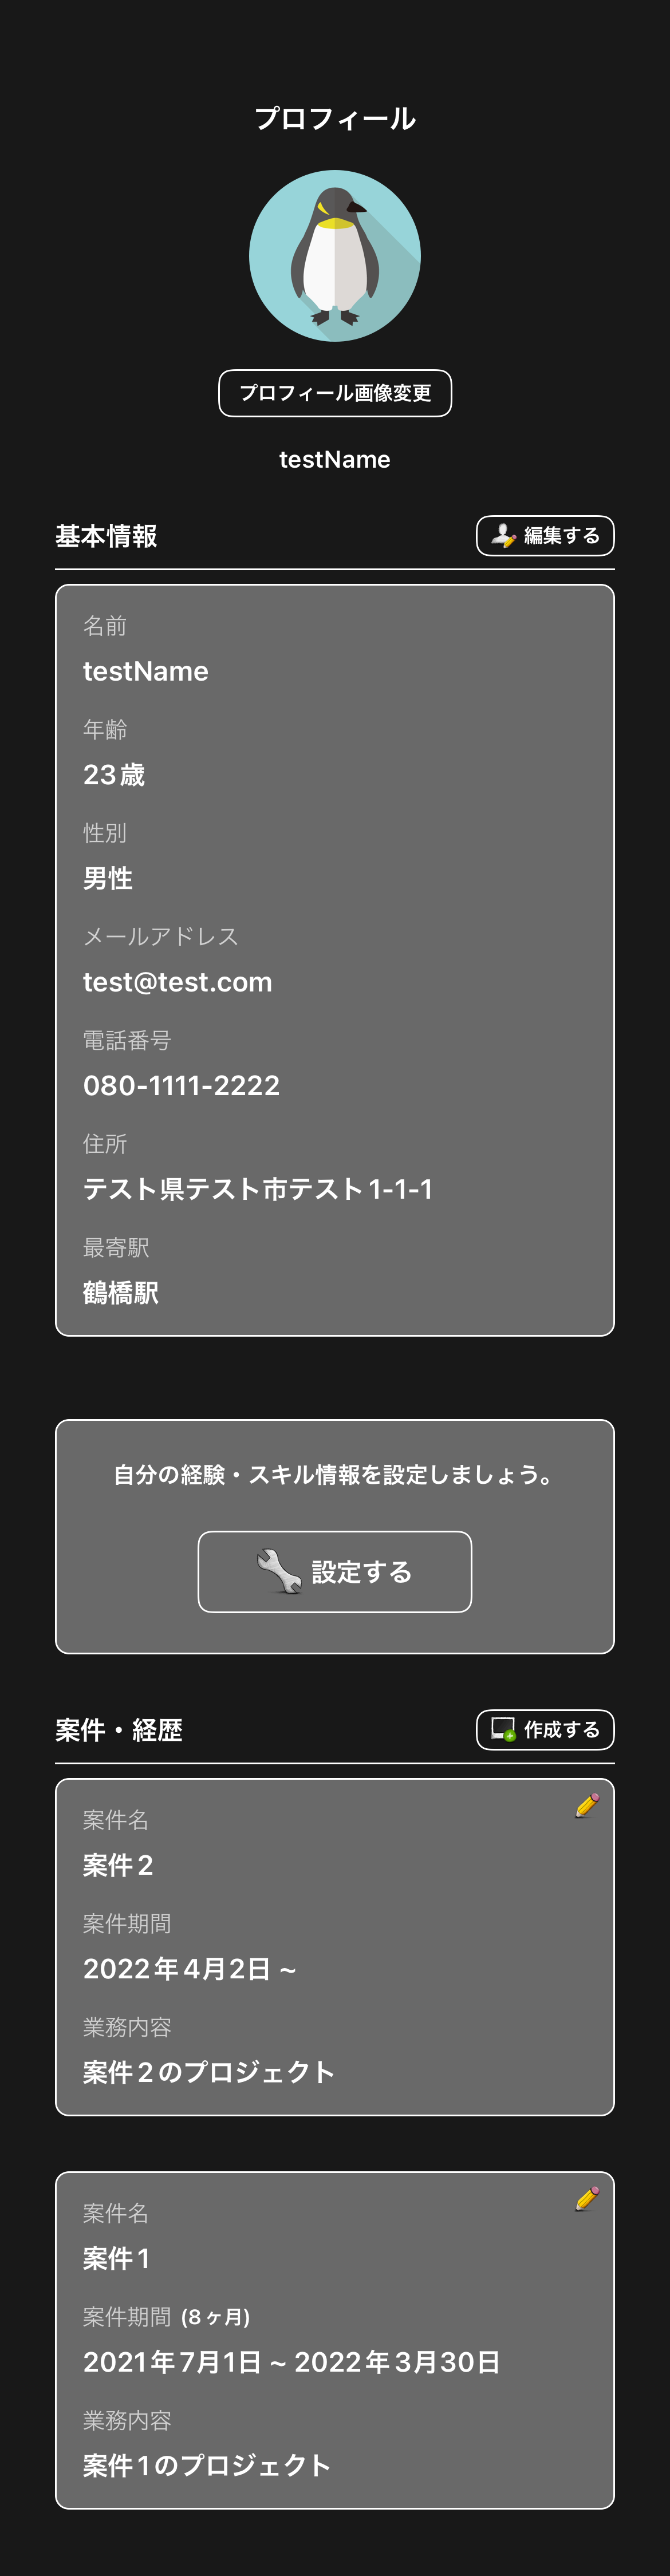 プロフィール
プロフィール画像変更
testName
基本情報
編集する
名前
testName
年齢
23歳
性別
男性
メールアドレス
test@test.com
電話番号
080-1111-2222
住所
テスト県テスト市テスト1-1-1
最寄駅
鶴橋駅
自分の経験・スキル情報を設定しましょう。
設定する
案件・経歴
作成する
案件名
案件2
案件期間
2022年4月2日 ~
業務内容
案件2のプロジェクト
案件名
案件1
案件期間 (8ヶ月)
2021年7月1日 ~ 2022年3月30日
業務内容
案件1のプロジェクト